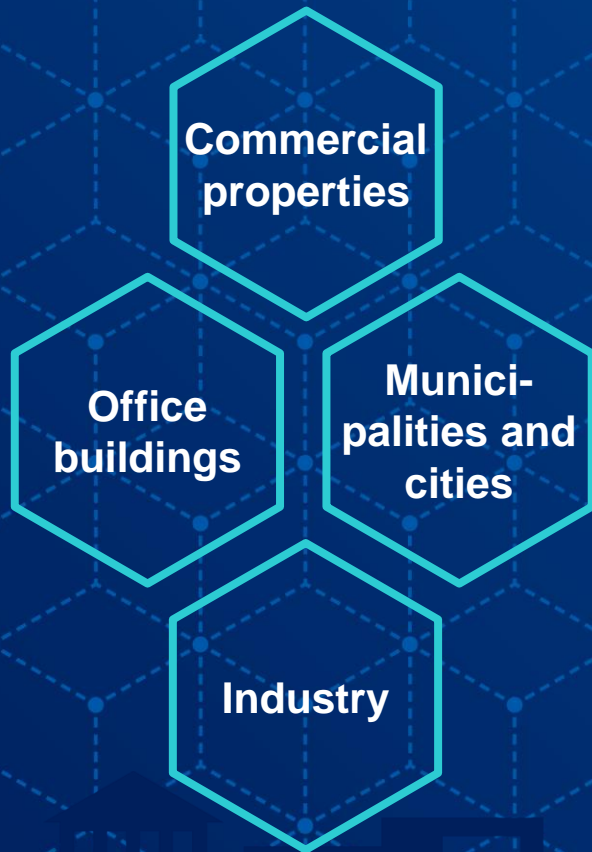 Commercial
properties
Office
buildings
Munici-
palities and
cities
Industry